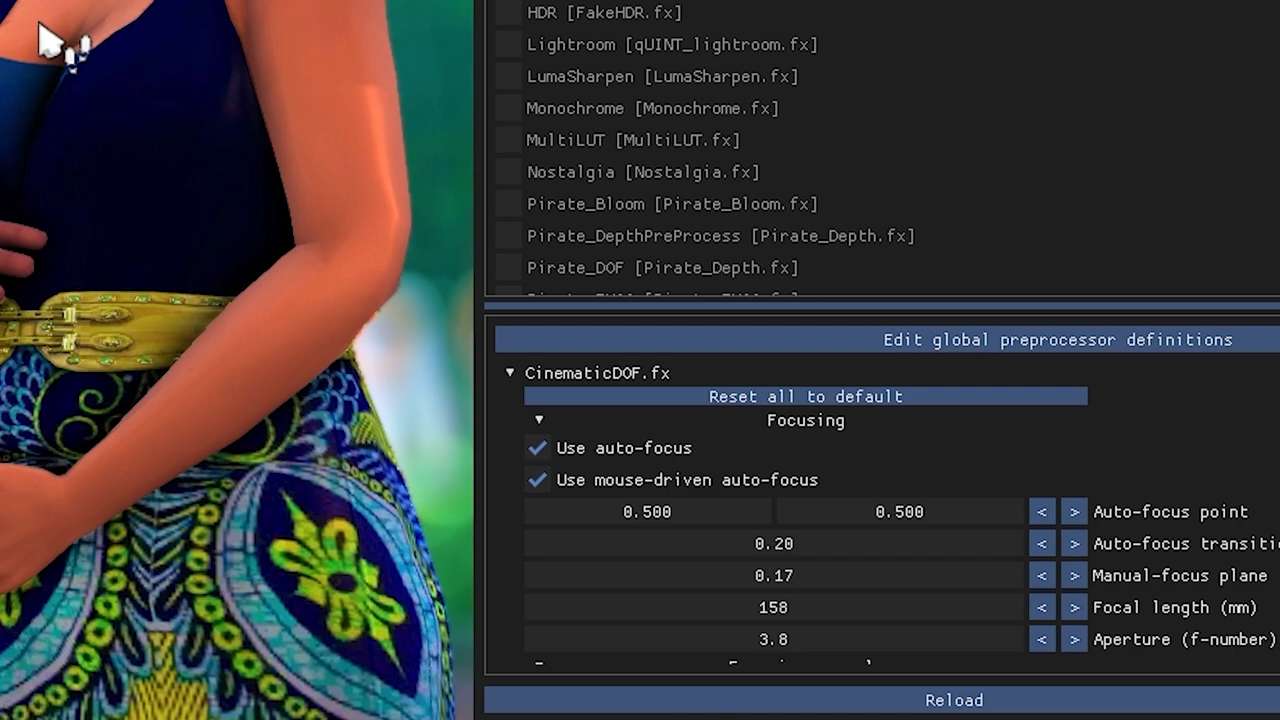 HDR [FakeHDR.fx]
Lightroom [qUINT_lightroom.fx]
LumaSharpen [LumaSharpen.fx]
Monochrome [Monochrome.fx]
MultiLUT [MultiLUT.fx]
Nostalgia [Nostalgia.fx]
Pirate_Bloom [Pirate_Bloom.fx]
Pirate_DepthPreProcess [Pirate_Depth.fx]
Pirate_DOF [Pirate_Depth.fx]
Edit global preprocessor definitions
CinematicDOF.fx
Reset all to default
Focusing
Use auto-focus
Use mouse-driven auto-focus
0.500 0.500 < > Auto-focus point
0.20 < > Auto-focus transiti
0.17 < > Manual-focus plane
158 < > Focal length (mm)
3.8 < > Aperture (f-number)
Reload